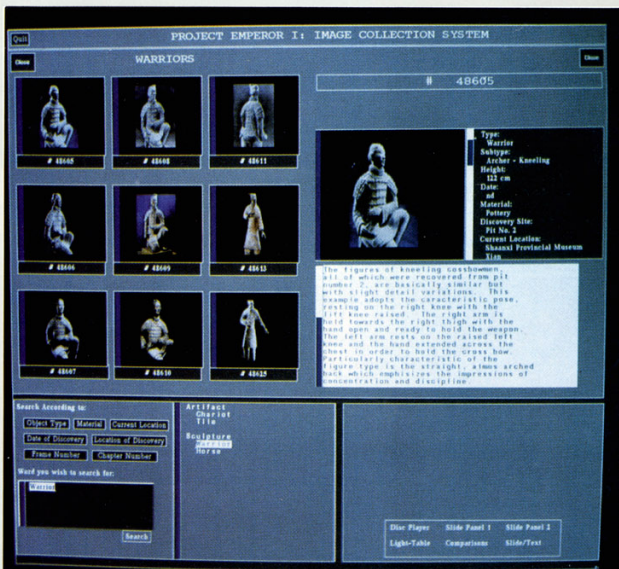 Quit
PROJECT EMPEROR I: IMAGE COLLECTION SYSTEM
Close
WARRIORS
Close
# 48605
# 48605
# 48608
# 48611
# 48606
# 48609
# 48613
# 48607
# 48610
# 48625
Type:
Warrior
Subtype:
Archer - Kneeling
Height:
122 cm
Date:
nd
Material:
Pottery
Discovery Site:
Pit No. 2
Current Location:
Shaanxi Provincial Museum
Xian
The figures of kneeling cossbowmen,
all of which were recovered from pit
number 2, are basically similar but
with slight detail variations. This
example adopts the caracteristic pose,
resting on the right knee with the
lift knee raised. The right arm is
held towards the right thigh with the
hand open and ready to hold the weapon.
The left arm rests on the raised left
knee and the hand extended across the
chest in order to hold the cross bow.
Particularly characteristic of the
figure type is the straight, almos arched
back which emphisizes the impressions of
concentration and discipline.
Search According to:
Object Type
Material
Current Location
Date of Discovery
Location of Discovery
Frame Number
Chapter Number
Word you wish to search for:
Warrior
Search
Artifact
Chariot
Tile
Sculpture
Warrior
Horse
Disc Player Slide Panel 1 Slide Panel 2
Light-Table Comparisons Slide/Text